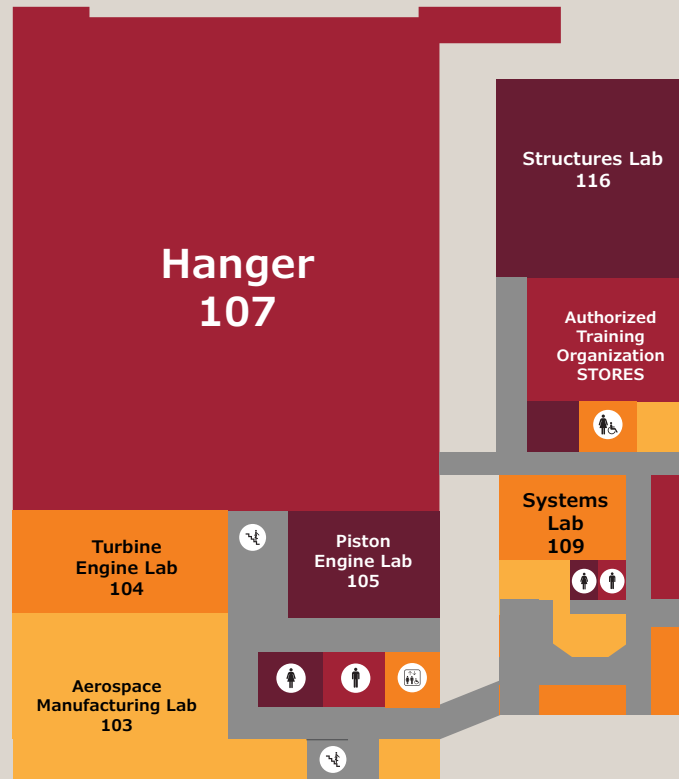 Structures Lab
116
Hanger
107
Authorized
Training
Organization
STORES
Systems
Lab
109
Turbine
Engine Lab
104
Piston
Engine Lab
105
Aerospace
Manufacturing Lab
103